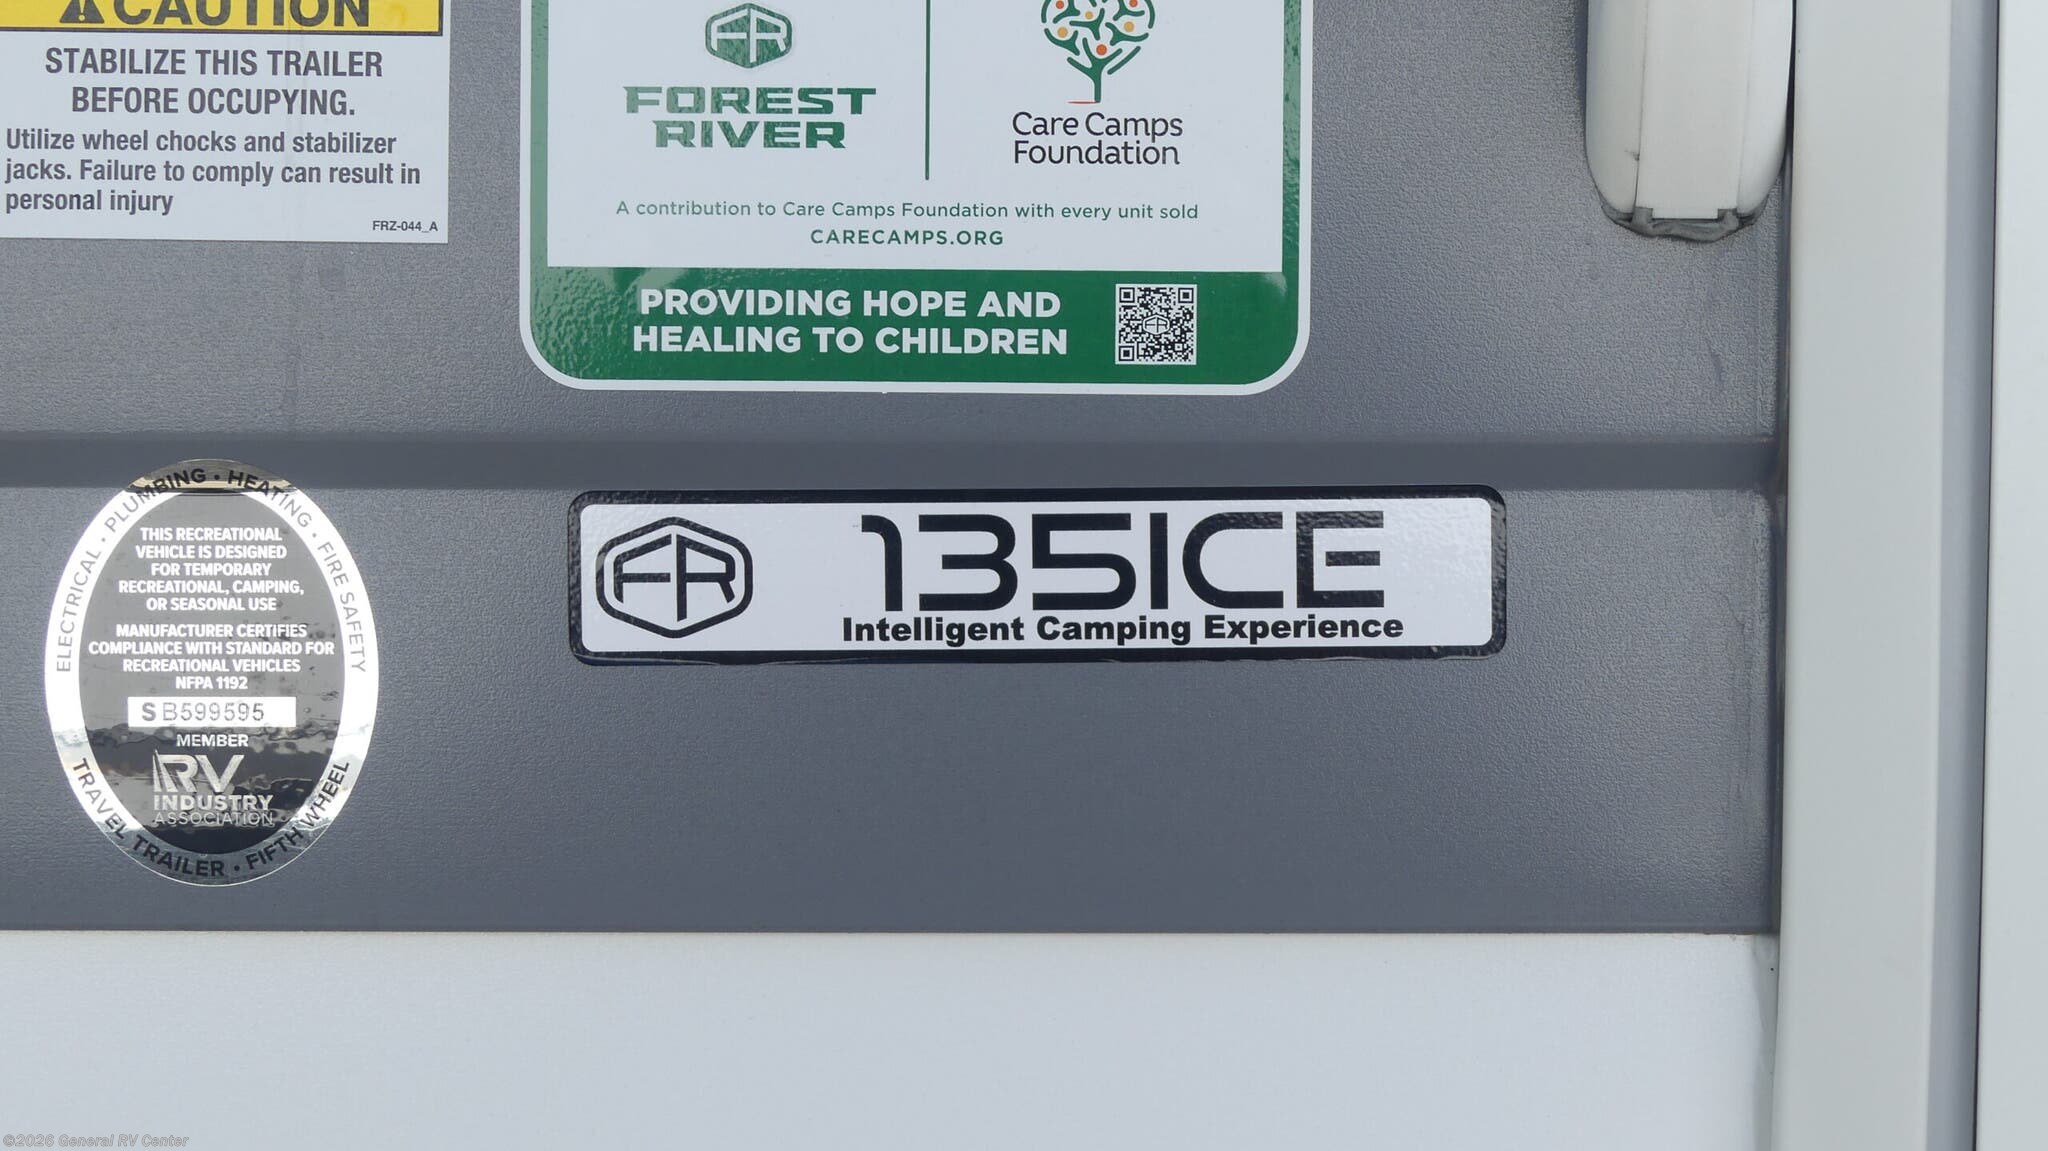 CAUTION
STABILIZE THIS TRAILER
BEFORE OCCUPYING.
Utilize wheel chocks and stabilizer
jacks. Failure to comply can result in
personal injury
FRZ-044_A
FR
FOREST
RIVER
Care Camps
Foundation
A contribution to Care Camps Foundation with every unit sold
CARECAMPS.ORG
PROVIDING HOPE AND
HEALING TO CHILDREN
FR
ELECTRICAL • PLUMBING • HEATING • FIRE SAFETY
THIS RECREATIONAL
VEHICLE IS DESIGNED
FOR TEMPORARY
RECREATIONAL, CAMPING,
OR SEASONAL USE
MANUFACTURER CERTIFIES
COMPLIANCE WITH STANDARD FOR
RECREATIONAL VEHICLES
NFPA 1192
SB599595
MEMBER
RV
INDUSTRY
ASSOCIATION
TRAVEL TRAILER • FIFTH WHEEL
FR
135ICE
Intelligent Camping Experience
©2026 General RV Center